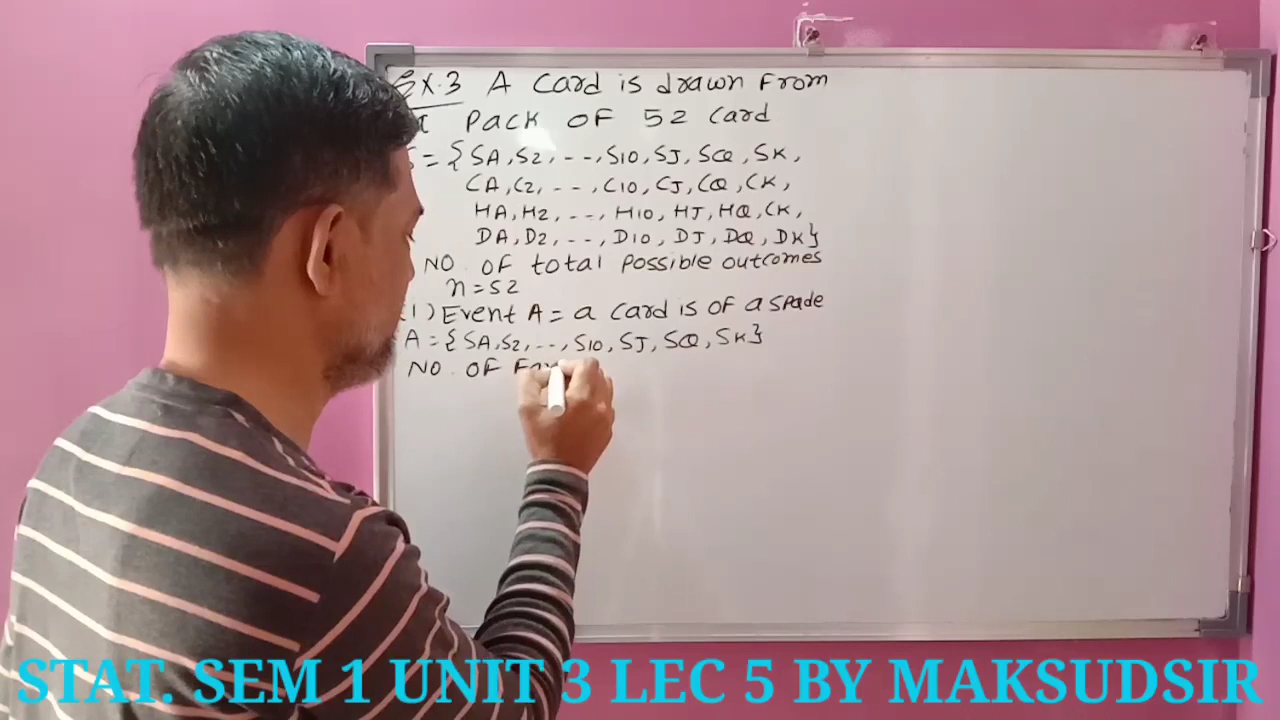 Ex.3 A Card is drawn From
a Pack OF 52 Card
S = {SA, S2, ---, S10, SJ, SQ, SK,
CA, C2, ---, C10, CJ, CQ, CK,
HA, H2, ---, H10, HJ, HQ, CK,
DA, D2, ---, D10, DJ, DQ, DK}
NO. OF total Possible outcomes
n = 52
(1) Event A = a Card is of a SPade
A = {SA, S2, ---, S10, SJ, SQ, SK}
NO. OF
STAT. SEM 1 UNIT 3 LEC 5 BY MAKSUDSIR